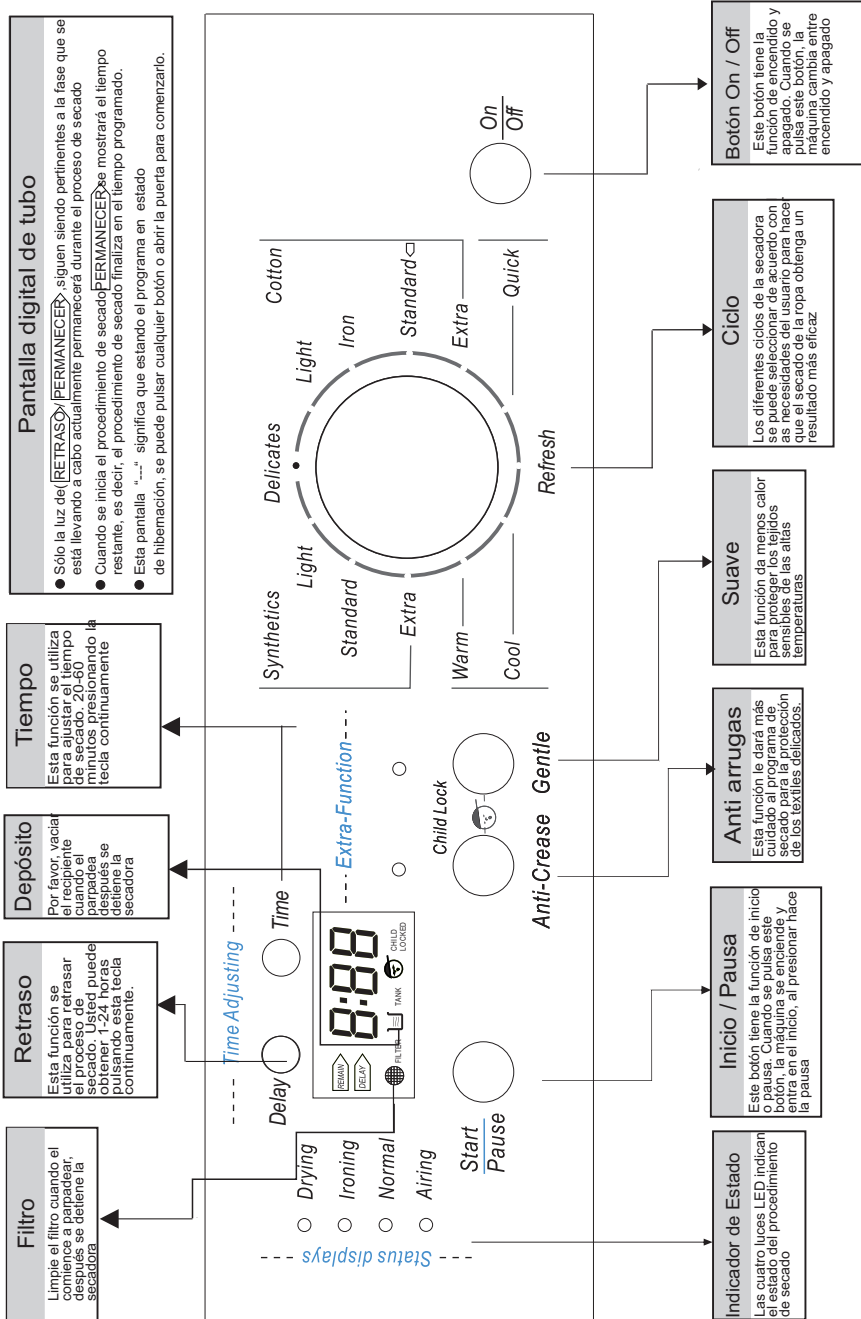 Filtro
Limpie el filtro cuando el
comience a parpadear,
después se detiene la
secadora
Retraso
Esta función se
utiliza para retrasar
el proceso de
secado. Usted puede
obtener 1-24 horas
pulsando esta tecla
continuamente.
Depósito
Por favor, vaciar
el recipiente
cuando el
parpadea
después se
detiene la
secadora
Tiempo
Esta función se utiliza
para ajustar el tiempo
de secado. 20-60
minutos presionando la
tecla continuamente
Pantalla digital de tubo
● Sólo la luz de( RETRASO / PERMANECER ,siguen siendo pertinentes a la fase que se
está llevando a cabo actualmente permanecerá durante el proceso de secado
● Cuando se inicia el procedimiento de secado PERMANECER se mostrará el tiempo
restante, es decir, el procedimiento de secado finaliza en el tiempo programado.
● Esta pantalla "---" significa que estando el programa en estado
de hibernación, se puede pulsar cualquier botón o abrir la puerta para comenzarlo.
Status displays
Drying
Ironing
Normal
Airing
Start
Pause
Time Adjusting
Delay
Time
REMAIN
DELAY
8:88
FILTER
TANK
CHILD
LOCKED
Extra-Function
Child Lock
Anti-Crease
Gentle
Synthetics
Light
Standard
Extra
Warm
Cool
Delicates
Refresh
Cotton
Light
Iron
Standard
Extra
Quick
On
Off
Indicador de Estado
Las cuatro luces LED indican
el estado del procedimiento
de secado
Inicio / Pausa
Este botón tiene la función de inicio
o pausa. Cuando se pulsa este
botón, la máquina se enciende y
entra en el inicio, al presionar hace
la pausa
Anti arrugas
Esta función le dará más
cuidado al programa de
secado para la protección
de los textiles delicados.
Suave
Esta función da menos calor
para proteger los tejidos
sensibles de las altas
temperaturas
Ciclo
Los diferentes ciclos de la secadora
se puede seleccionar de acuerdo con l
as necesidades del usuario para hacer
que el secado de la ropa obtenga un
resultado más eficaz
Botón On / Off
Este botón tiene la
función de encendido y
apagado. Cuando se
pulsa este botón, la
máquina cambia entre
encendido y apagado